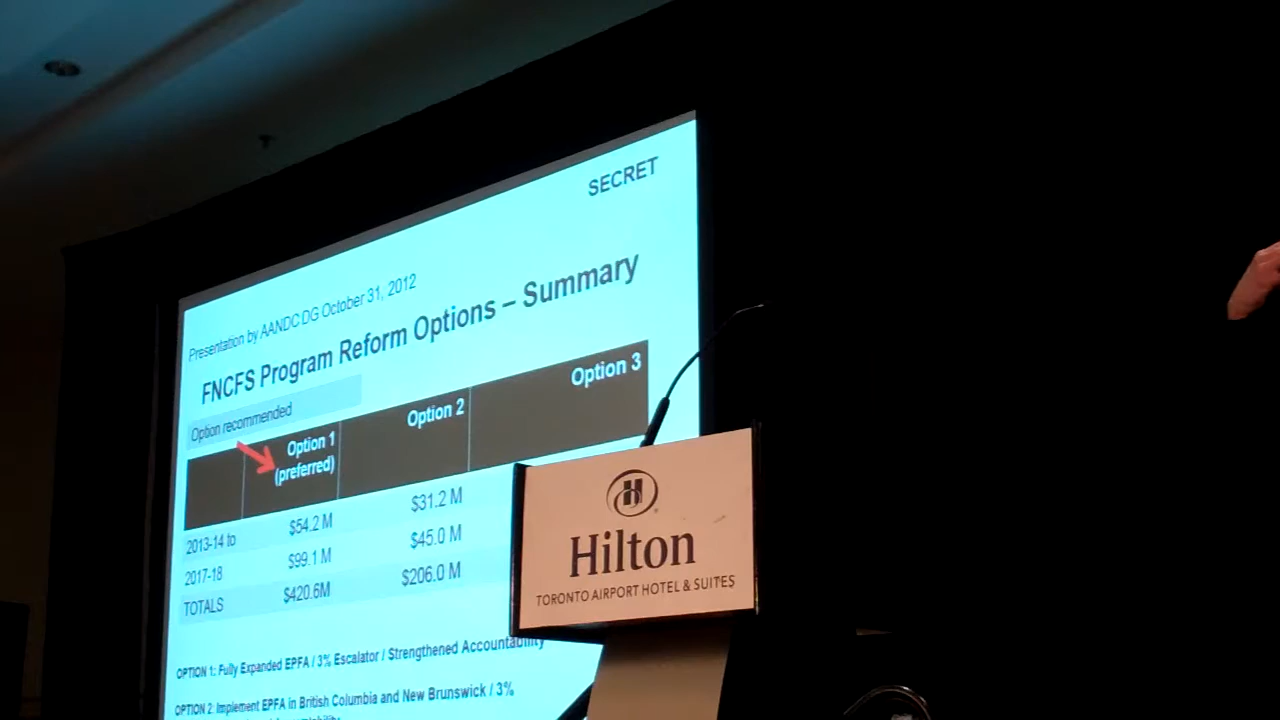 SECRET
Presentation by AANDC DG October 31, 2012
FNCFS Program Reform Options – Summary
Option recommended
Option 1 (preferred)
Option 2
Option 3
2013-14 to
$54.2 M
$31.2 M
2017-18
$99.1 M
$45.0 M
TOTALS
$420.6M
$206.0 M
OPTION 1: Fully Expanded EPFA / 3% Escalator / Strengthened Accountability
OPTION 2: Implement EPFA in British Columbia and New Brunswick / 3%
H
Hilton
TORONTO AIRPORT HOTEL & SUITES